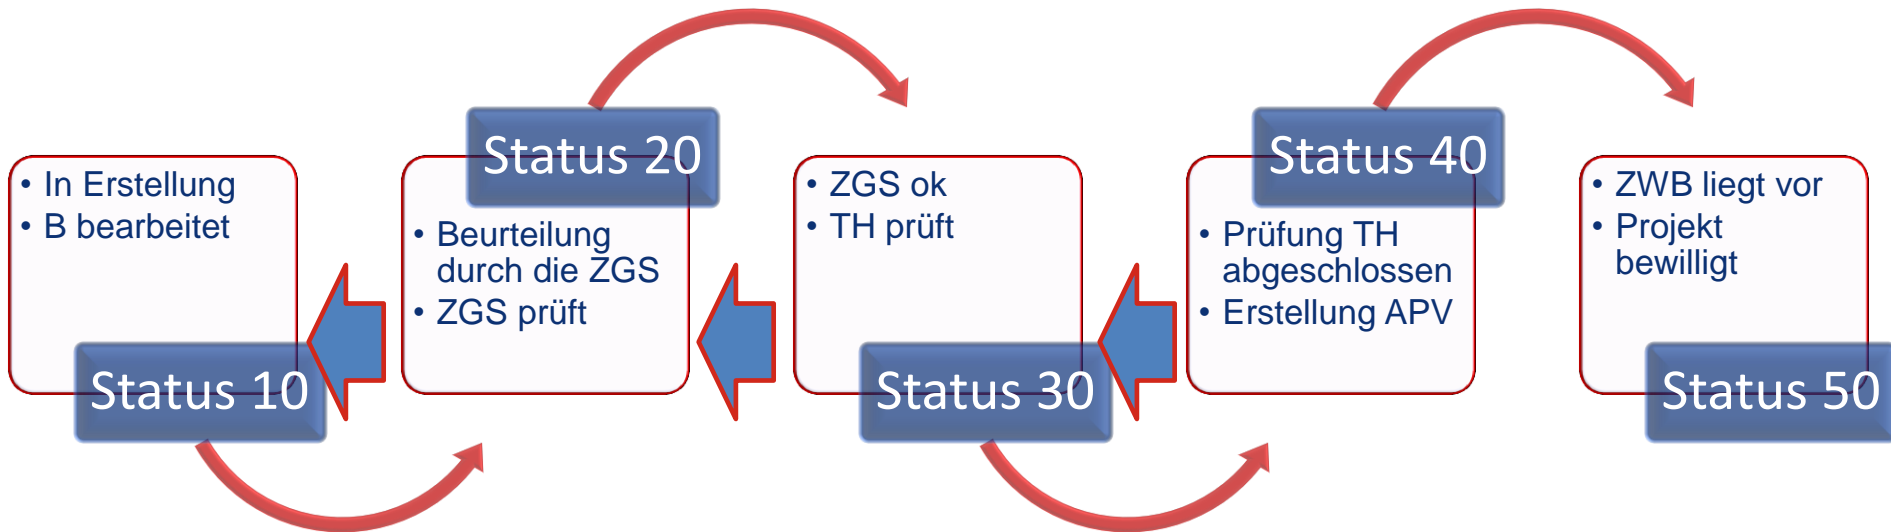 • In Erstellung
• B bearbeitet
Status 10
Status 20
• Beurteilung
durch die ZGS
• ZGS prüft
• ZGS ok
• TH prüft
Status 30
Status 40
• Prüfung TH
abgeschlossen
• Erstellung APV
• ZWB liegt vor
• Projekt
bewilligt
Status 50